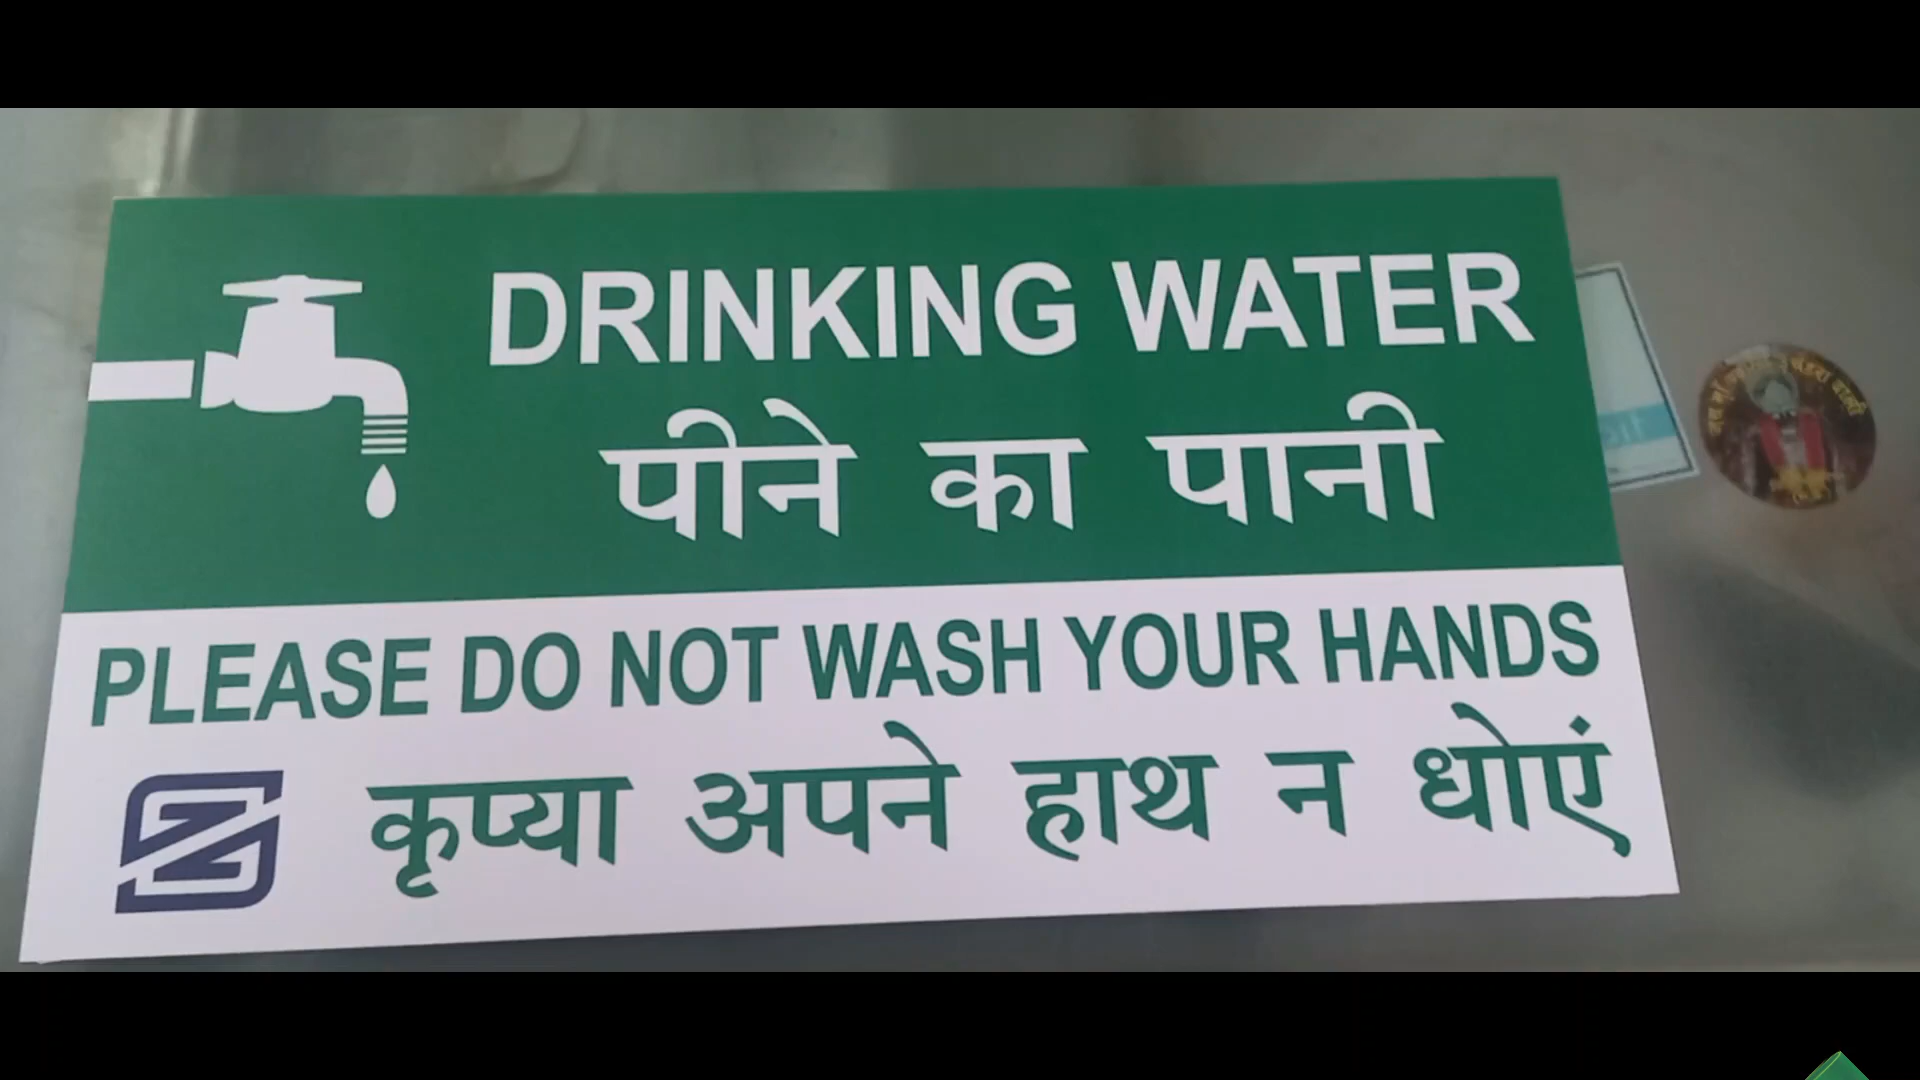 DRINKING WATER
पीने का पानी
PLEASE DO NOT WASH YOUR HANDS
कृप्या अपने हाथ न धोएं